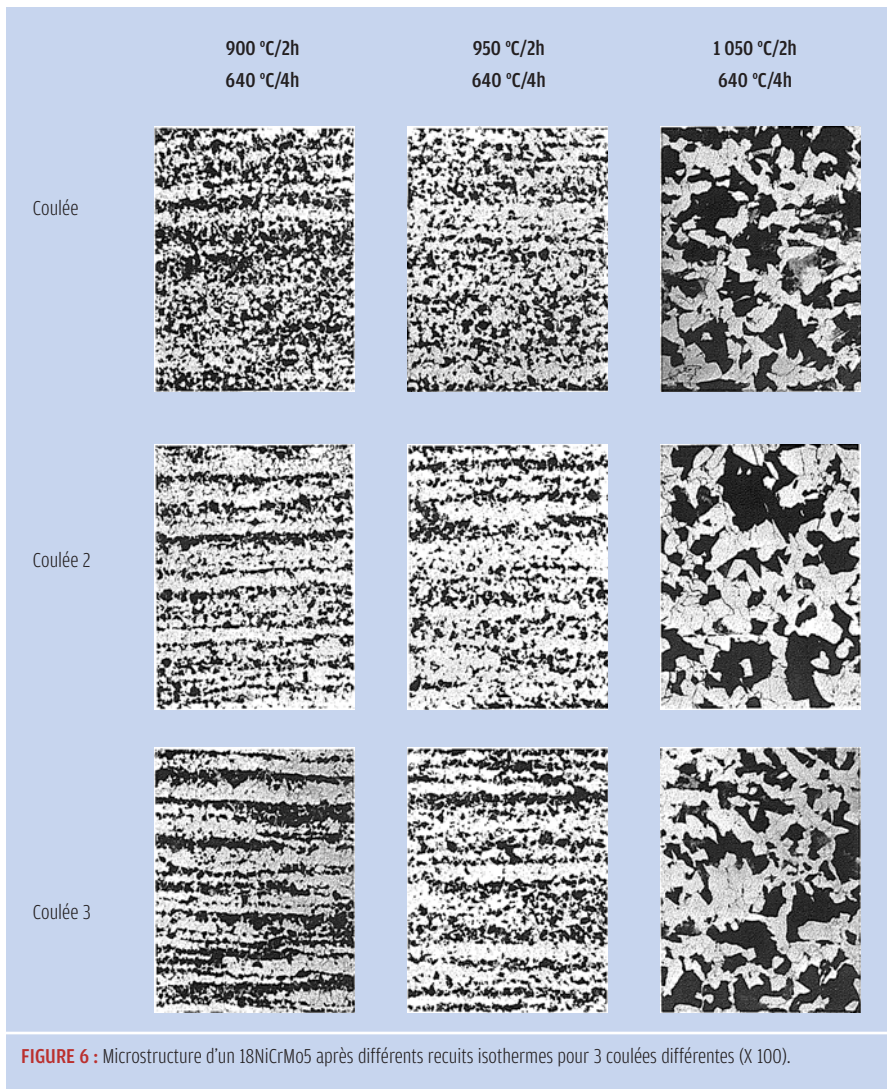 900 °C/2h
640 °C/4h
950 °C/2h
640 °C/4h
1 050 °C/2h
640 °C/4h
Coulée
Coulée 2
Coulée 3
FIGURE 6 : Microstructure d'un 18NiCrMo5 après différents recuits isothermes pour 3 coulées différentes (X 100).